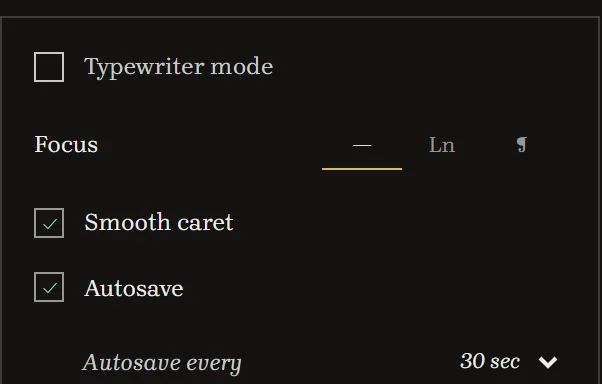 Typewriter mode
Focus — Ln ¶
Smooth caret
Autosave
Autosave every 30 sec